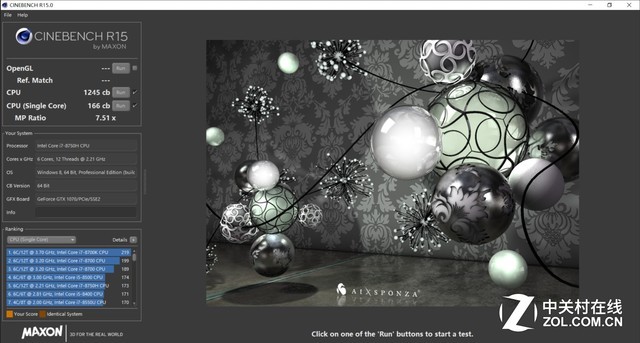 CINEBENCH R15.0
File Help
CINEBENCH R15
by MAXON
OpenGL --- Run
Ref. Match ---
CPU 1245 cb Run
CPU (Single Core) 166 cb Run
MP Ratio 7.51 x
Your System
Processor Intel Core i7-8750H CPU
Cores x GHz 6 Cores, 12 Threads @ 2.21 GHz
OS Windows 8, 64 Bit, Professional Edition (build
CB Version 64 Bit
GFX Board GeForce GTX 1070/PCIe/SSE2
Info
Ranking
CPU (Single Core) Details
1. 6C/12T @ 3.70 GHz, Intel Core i7-8700K CPU 215
2. 6C/12T @ 3.20 GHz, Intel Core i7-8700 CPU 199
3. 6C/12T @ 3.20 GHz, Intel Core i7-8700 CPU 189
4. 6C/6T @ 3.00 GHz, Intel Core i5-8500 CPU 174
5. 6C/12T @ 2.21 GHz, Intel Core i7-8750H CPU 173
6. 6C/6T @ 2.81 GHz, Intel Core i5-8400 CPU 171
7. 4C/8T @ 2.00 GHz, Intel Core i7-8550U CPU 170
Your Score Identical System
MAXON 3D FOR THE REAL WORLD
AIXSPONZA
Click on one of the 'Run' buttons to start a test.
Z 中关村在线
ZOL.COM.CN